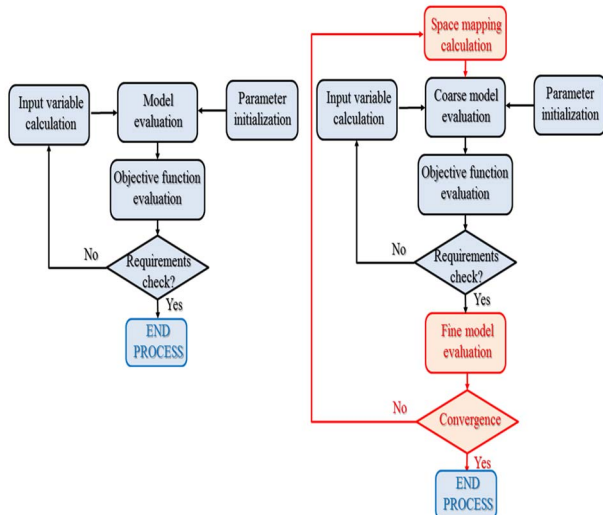 Input variable
calculation
Model
evaluation
Parameter
initialization
Objective function
evaluation
No
Requirements
check?
Yes
END
PROCESS
Space mapping
calculation
Input variable
calculation
Coarse model
evaluation
Parameter
initialization
Objective function
evaluation
No
Requirements
check?
Yes
Fine model
evaluation
No
Convergence
Yes
END
PROCESS